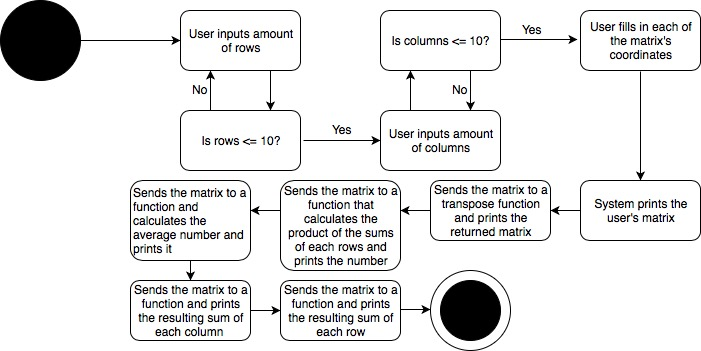 User inputs amount
of rows
No
Is rows <= 10?
Yes
User inputs amount
of columns
No
Is columns <= 10?
Yes
User fills in each of
the matrix's
coordinates
System prints the
user's matrix
Sends the matrix to a
transpose function
and prints the
returned matrix
Sends the matrix to a
function that
calculates the
product of the sums
of each rows and
prints the number
Sends the matrix to a
function and
calculates the
average number and
prints it
Sends the matrix to a
function and prints
the resulting sum of
each column
Sends the matrix to a
function and prints
the resulting sum of
each row